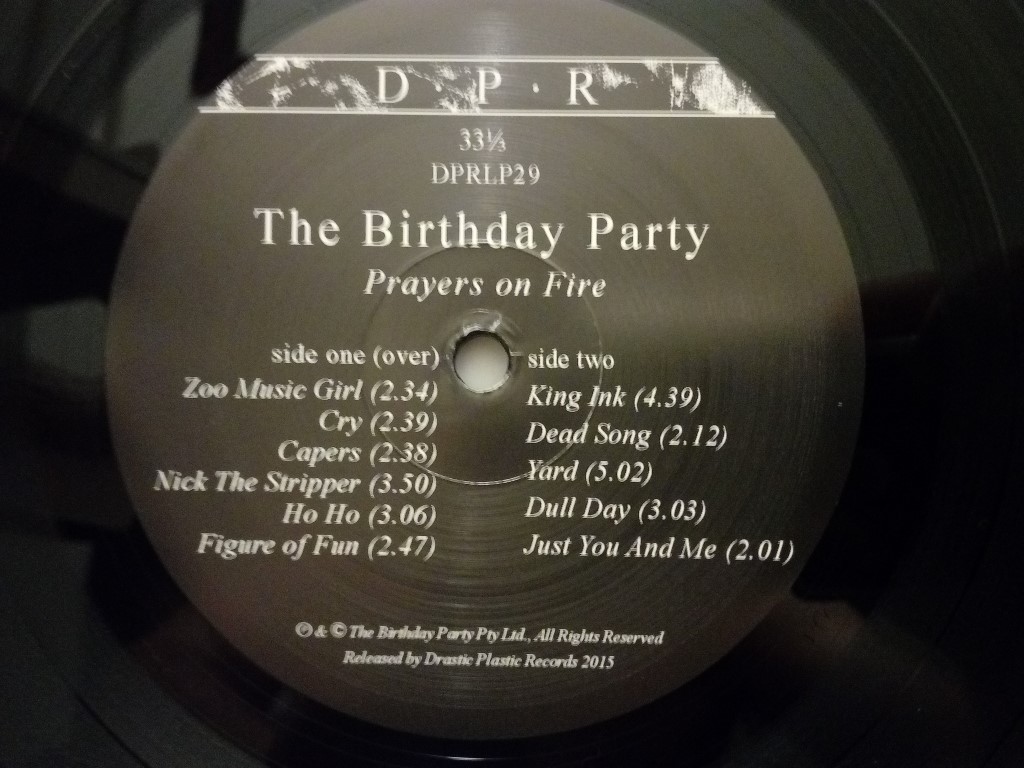 D P · R
33⅓
DPRLP29
The Birthday Party
Prayers on Fire
side one (over)
Zoo Music Girl (2.34)
Cry (2.39)
Capers (2.38)
Nick The Stripper (3.50)
Ho Ho (3.06)
Figure of Fun (2.47)
side two
King Ink (4.39)
Dead Song (2.12)
Yard (5.02)
Dull Day (3.03)
Just You And Me (2.01)
℗ & © The Birthday Party Pty Ltd., All Rights Reserved
Released by Drastic Plastic Records 2015